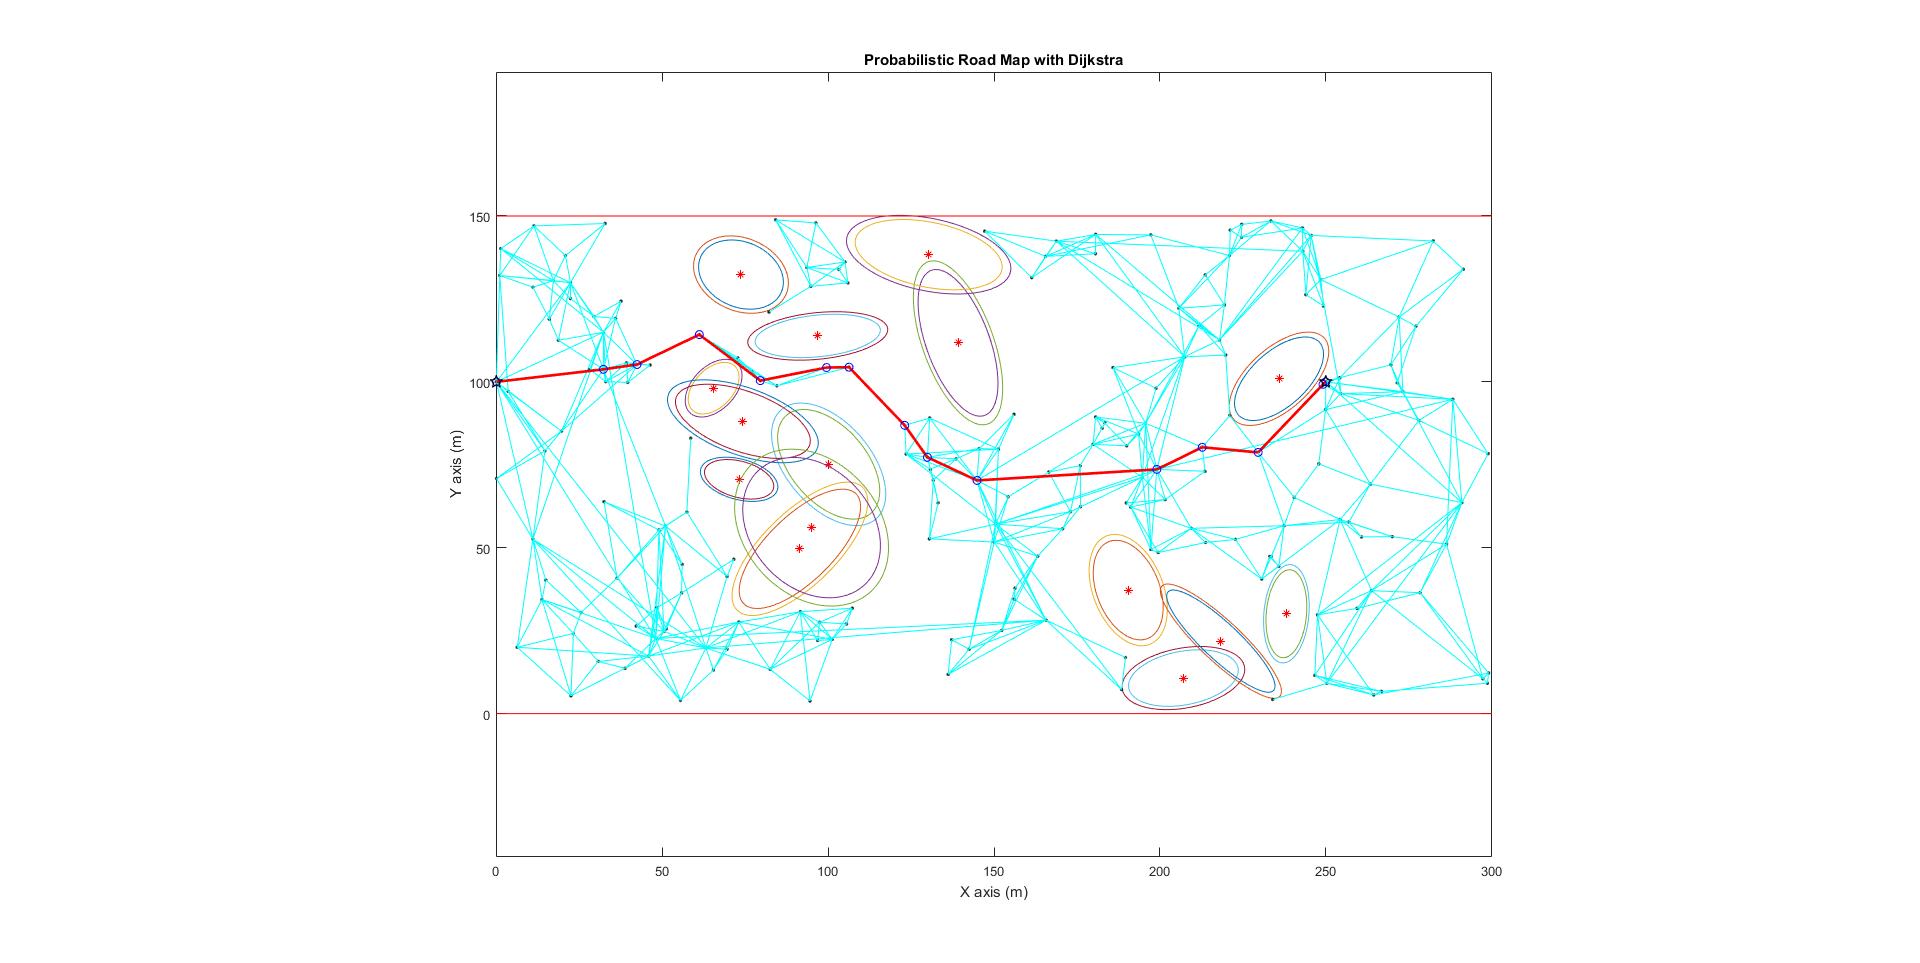 Probabilistic Road Map with Dijkstra
150
100
50
0
Y axis (m)
0 50 100 150 200 250 300
X axis (m)